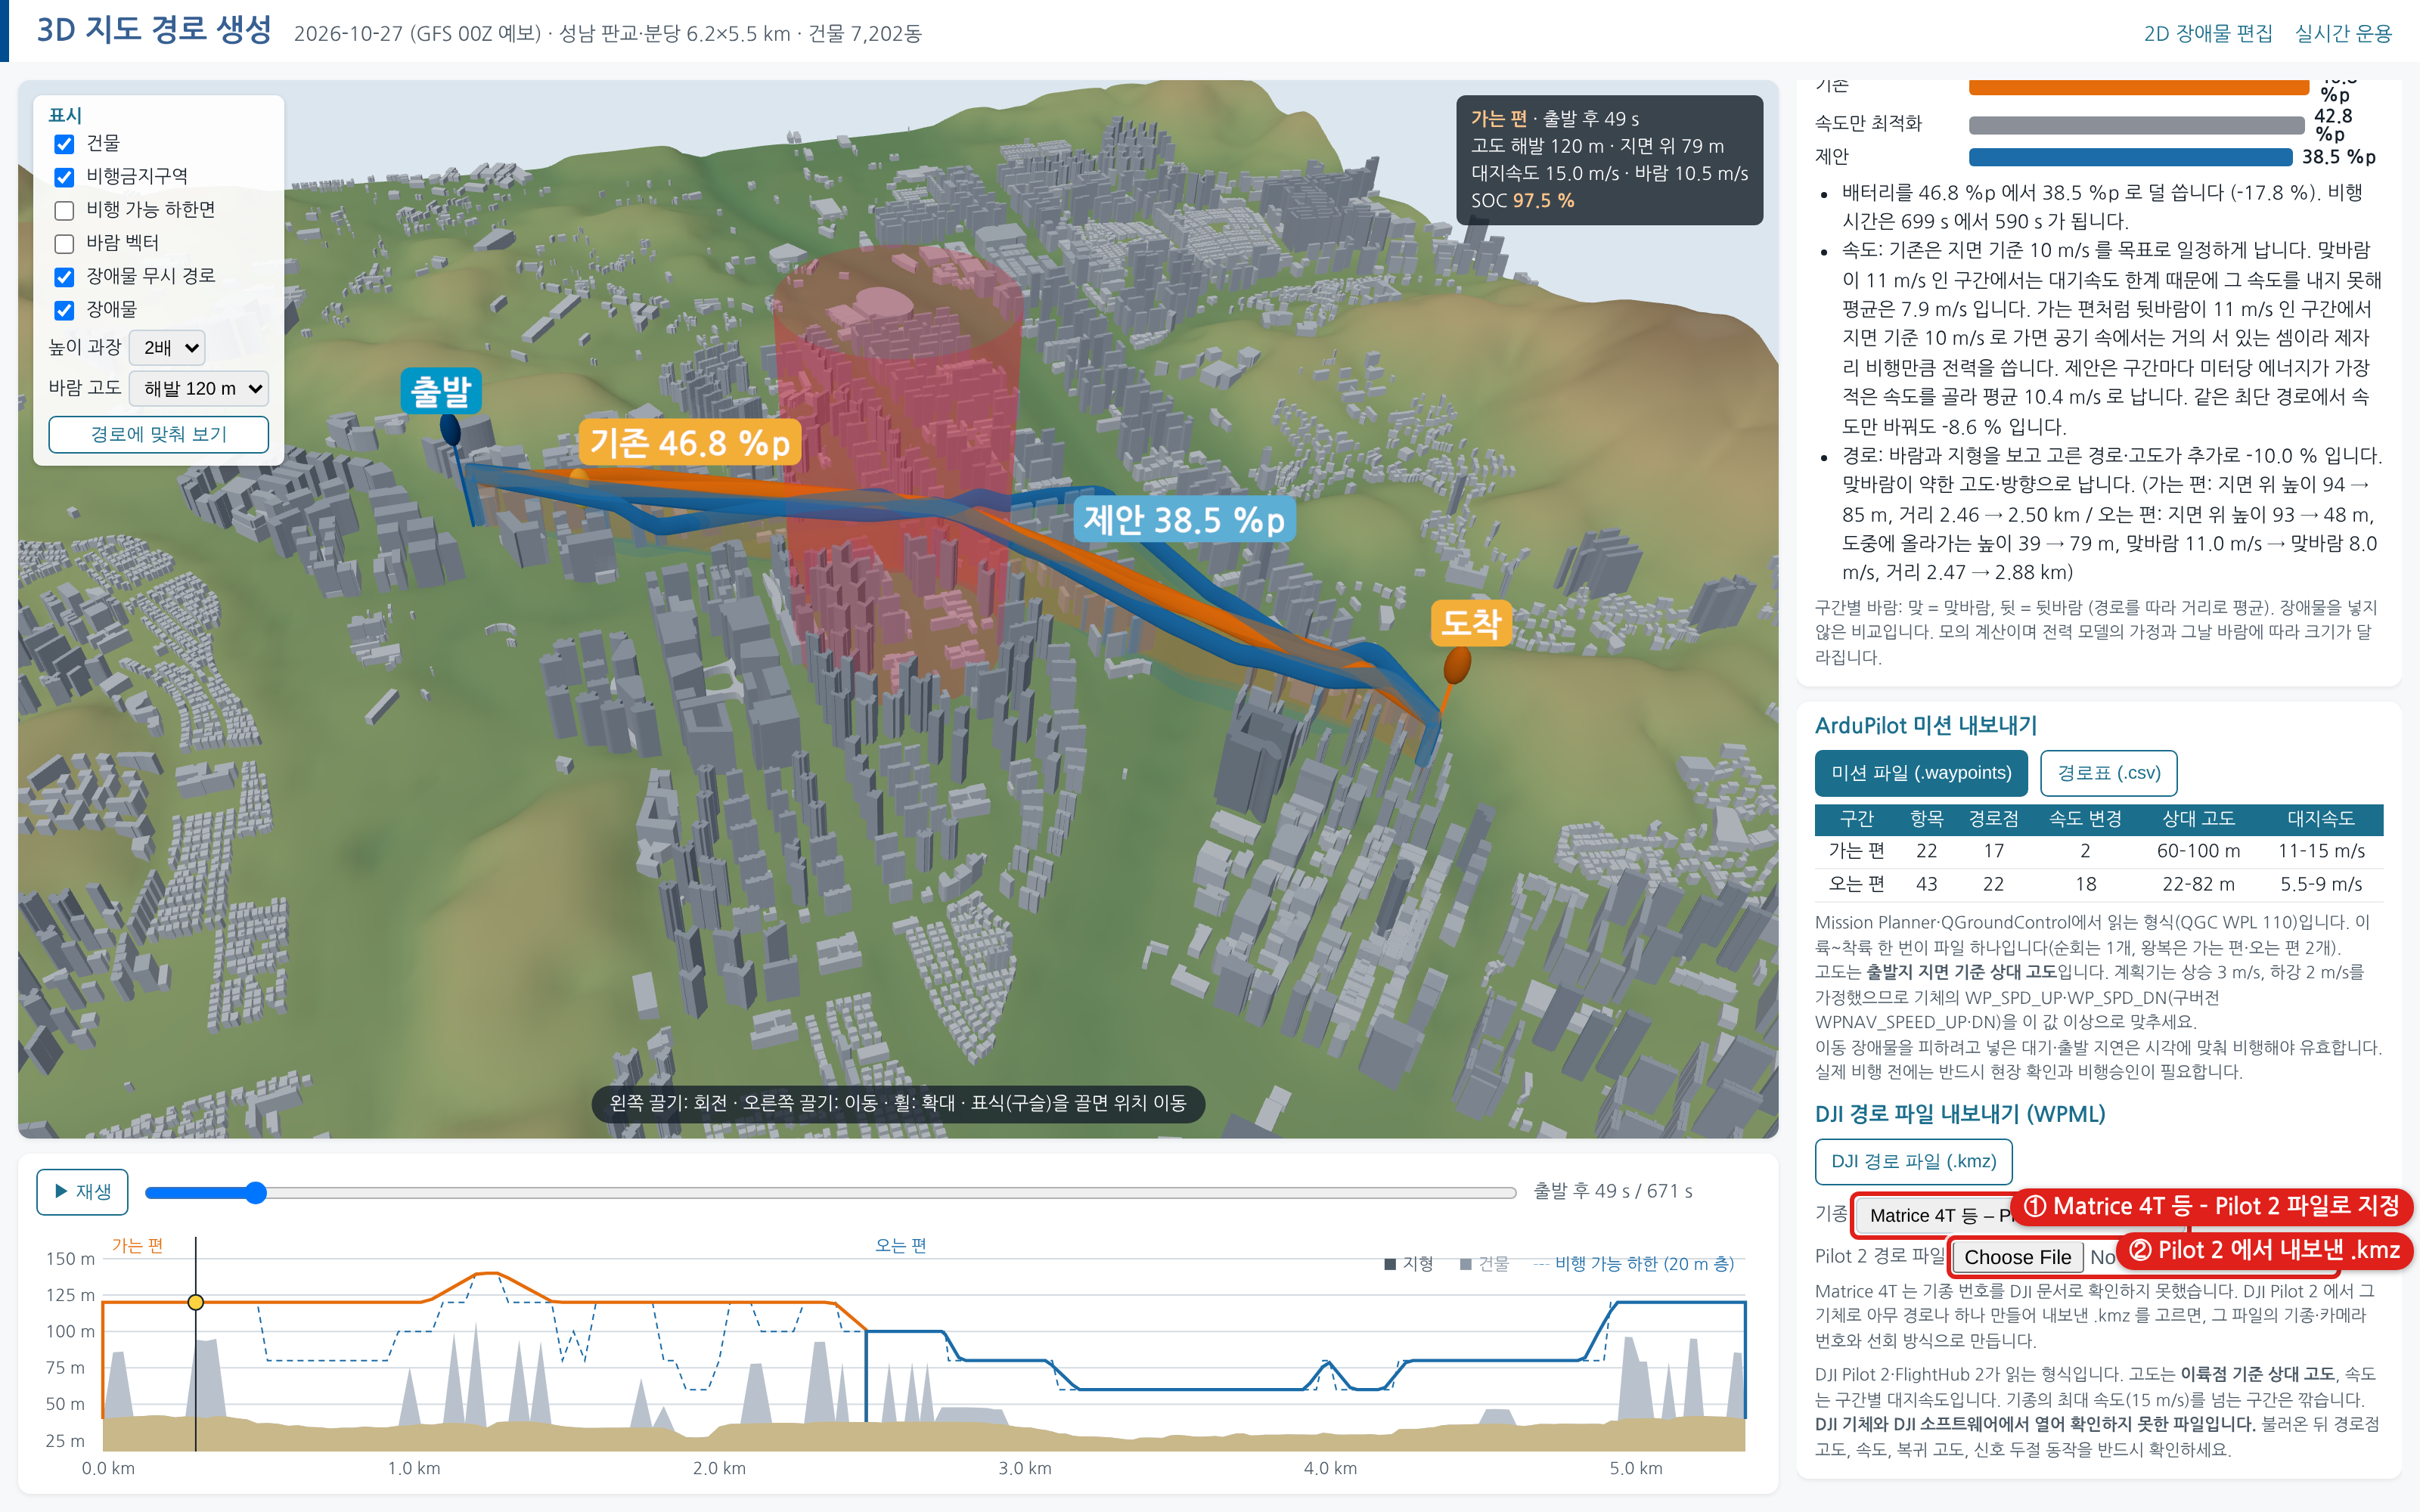 3D 지도 경로 생성
2026-10-27 (GFS 00Z 예보) · 성남 판교·분당 6.2×5.5 km · 건물 7,202동
2D 장애물 편집
실시간 운용
표시
건물
비행금지구역
비행 가능 하한면
바람 벡터
장애물 무시 경로
장애물
높이 과장 2배
바람 고도 해발 120 m
경로에 맞춰 보기
가는 편 · 출발 후 49 s
고도 해발 120 m · 지면 위 79 m
대지속도 15.0 m/s · 바람 10.5 m/s
SOC 97.5 %
출발
기존 46.8 %p
제안 38.5 %p
도착
왼쪽 끌기: 회전 · 오른쪽 끌기: 이동 · 휠: 확대 · 표식(구슬)을 끌면 위치 이동
▶ 재생
출발 후 49 s / 671 s
가는 편
오는 편
■ 지형 ■ 건물 --- 비행 가능 하한 (20 m 층)
150 m
125 m
100 m
75 m
50 m
25 m
0.0 km
1.0 km
2.0 km
3.0 km
4.0 km
5.0 km
기존
%p
속도만 최적화 42.8
%p
제안 38.5 %p
• 배터리를 46.8 %p 에서 38.5 %p 로 덜 씁니다 (-17.8 %). 비행
시간은 699 s 에서 590 s 가 됩니다.
• 속도: 기존은 지면 기준 10 m/s 를 목표로 일정하게 납니다. 맞바람
이 11 m/s 인 구간에서는 대기속도 한계 때문에 그 속도를 내지 못해
평균은 7.9 m/s 입니다. 가는 편처럼 뒷바람이 11 m/s 인 구간에서
지면 기준 10 m/s 로 가면 공기 속에서는 거의 서 있는 셈이라 제자
리 비행만큼 전력을 씁니다. 제안은 구간마다 미터당 에너지가 가장
적은 속도를 골라 평균 10.4 m/s 로 납니다. 같은 최단 경로에서 속
도만 바꿔도 -8.6 % 입니다.
• 경로: 바람과 지형을 보고 고른 경로·고도가 추가로 -10.0 % 입니다.
맞바람이 약한 고도·방향으로 납니다. (가는 편: 지면 위 높이 94 →
85 m, 거리 2.46 → 2.50 km / 오는 편: 지면 위 높이 93 → 48 m,
도중에 올라가는 높이 39 → 79 m, 맞바람 11.0 m/s → 맞바람 8.0
m/s, 거리 2.47 → 2.88 km)
구간별 바람: 맞 = 맞바람, 뒷 = 뒷바람 (경로를 따라 거리로 평균). 장애물을 넣지
않은 비교입니다. 모의 계산이며 전력 모델의 가정과 그날 바람에 따라 크기가 달
라집니다.
ArduPilot 미션 내보내기
미션 파일 (.waypoints)
경로표 (.csv)
구간 항목 경로점 속도 변경 상대 고도 대지속도
가는 편 22 17 2 60-100 m 11-15 m/s
오는 편 43 22 18 22-82 m 5.5-9 m/s
Mission Planner·QGroundControl에서 읽는 형식(QGC WPL 110)입니다. 이
륙~착륙 한 번이 파일 하나입니다(순회는 1개, 왕복은 가는 편·오는 편 2개).
고도는 출발지 지면 기준 상대 고도입니다. 계획기는 상승 3 m/s, 하강 2 m/s를
가정했으므로 기체의 WP_SPD_UP·WP_SPD_DN(구버전
WPNAV_SPEED_UP·DN)을 이 값 이상으로 맞추세요.
이동 장애물을 피하려고 넣은 대기·출발 지연은 시각에 맞춰 비행해야 유효합니다.
실제 비행 전에는 반드시 현장 확인과 비행승인이 필요합니다.
DJI 경로 파일 내보내기 (WPML)
DJI 경로 파일 (.kmz)
기종 Matrice 4T 등 – P
① Matrice 4T 등 - Pilot 2 파일로 지정
Pilot 2 경로 파일 Choose File No
② Pilot 2 에서 내보낸 .kmz
Matrice 4T 는 기종 번호를 DJI 문서로 확인하지 못했습니다. DJI Pilot 2 에서 그
기체로 아무 경로나 하나 만들어 내보낸 .kmz 를 고르면, 그 파일의 기종·카메라
번호와 선회 방식으로 만듭니다.
DJI Pilot 2·FlightHub 2가 읽는 형식입니다. 고도는 이륙점 기준 상대 고도, 속도
는 구간별 대지속도입니다. 기종의 최대 속도(15 m/s)를 넘는 구간은 깎습니다.
DJI 기체와 DJI 소프트웨어에서 열어 확인하지 못한 파일입니다. 불러온 뒤 경로점
고도, 속도, 복귀 고도, 신호 두절 동작을 반드시 확인하세요.